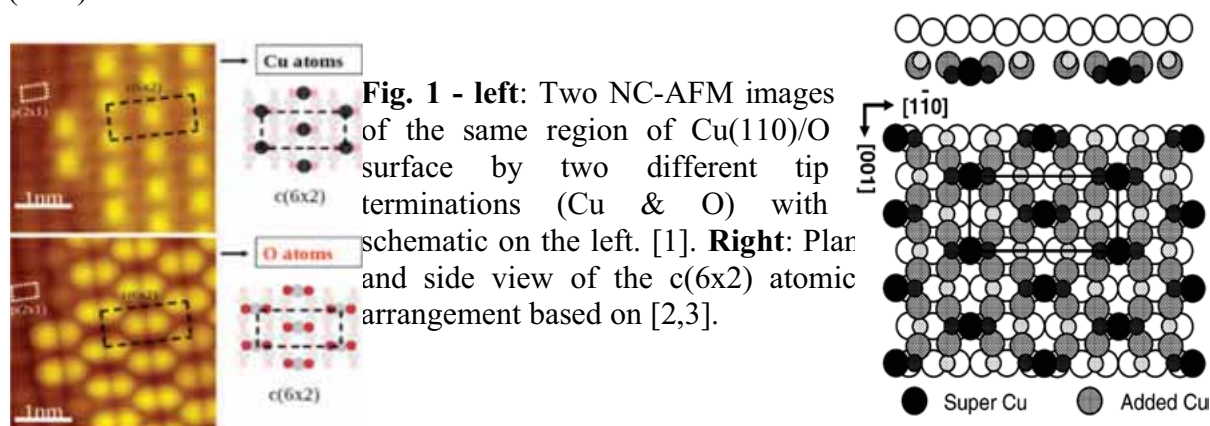 Cu atoms
c(6x2)
p(2x1)
c(6x2)
1nm
O atoms
c(6x2)
p(2x1)
c(6x2)
1nm
Fig. 1 - left: Two NC-AFM images
of the same region of Cu(110)/O
surface by two different tip
terminations (Cu & O) with
schematic on the left. [1]. Right: Plan
and side view of the c(6x2) atomic
arrangement based on [2,3].
[11̅0]
[001]
Super Cu
Added Cu